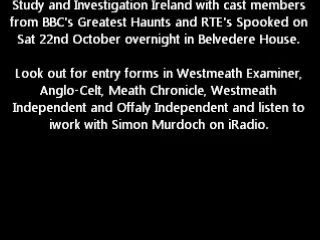 Study and Investigation Ireland with cast members
from BBC's Greatest Haunts and RTE's Spooked on
Sat 22nd October overnight in Belvedere House.
Look out for entry forms in Westmeath Examiner,
Anglo-Celt, Meath Chronicle, Westmeath
Independent and Offaly Independent and listen to
iwork with Simon Murdoch on iRadio.